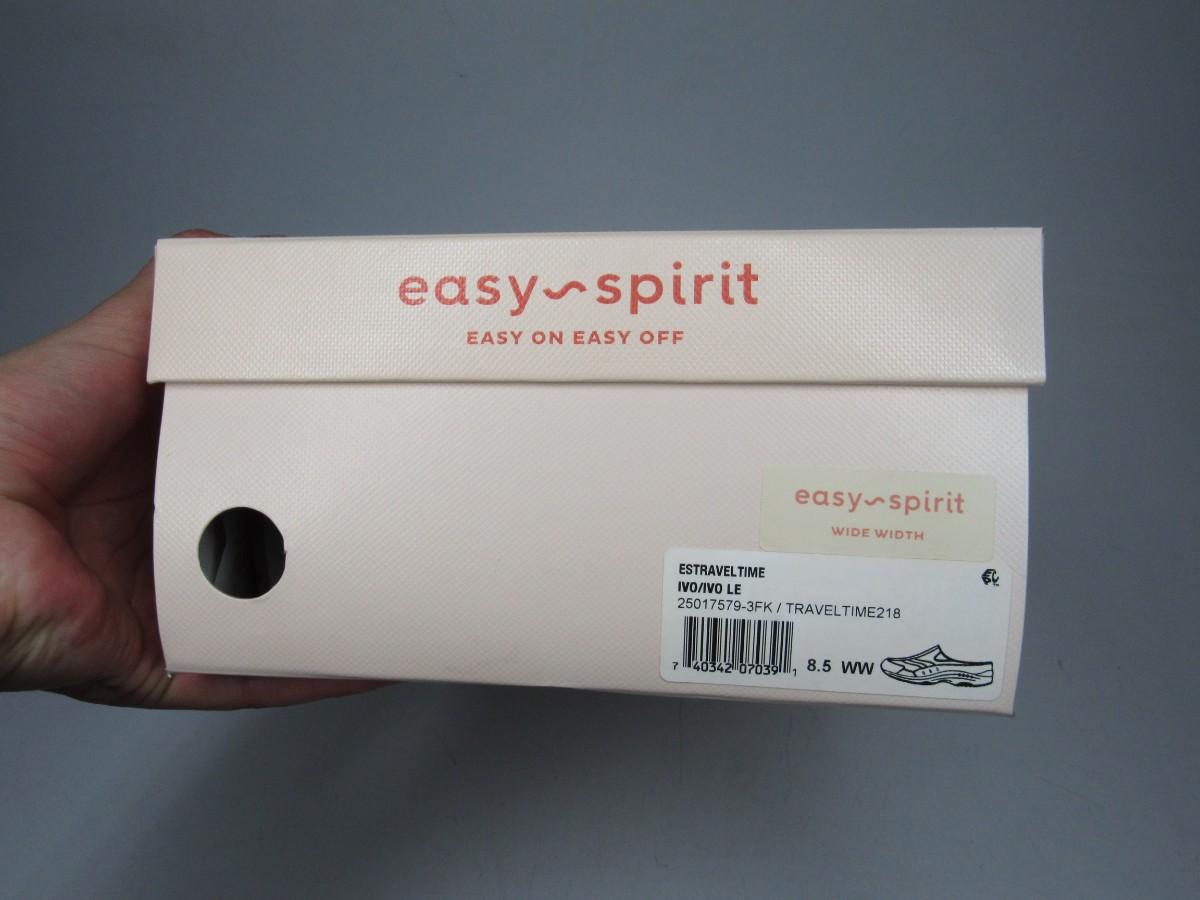 easy~spirit
EASY ON EASY OFF
easy~spirit
WIDE WIDTH
ESTRAVELTIME
IVO/IVO LE
25017579-3FK / TRAVELTIME218
7 40342 07039 1 8.5 WW